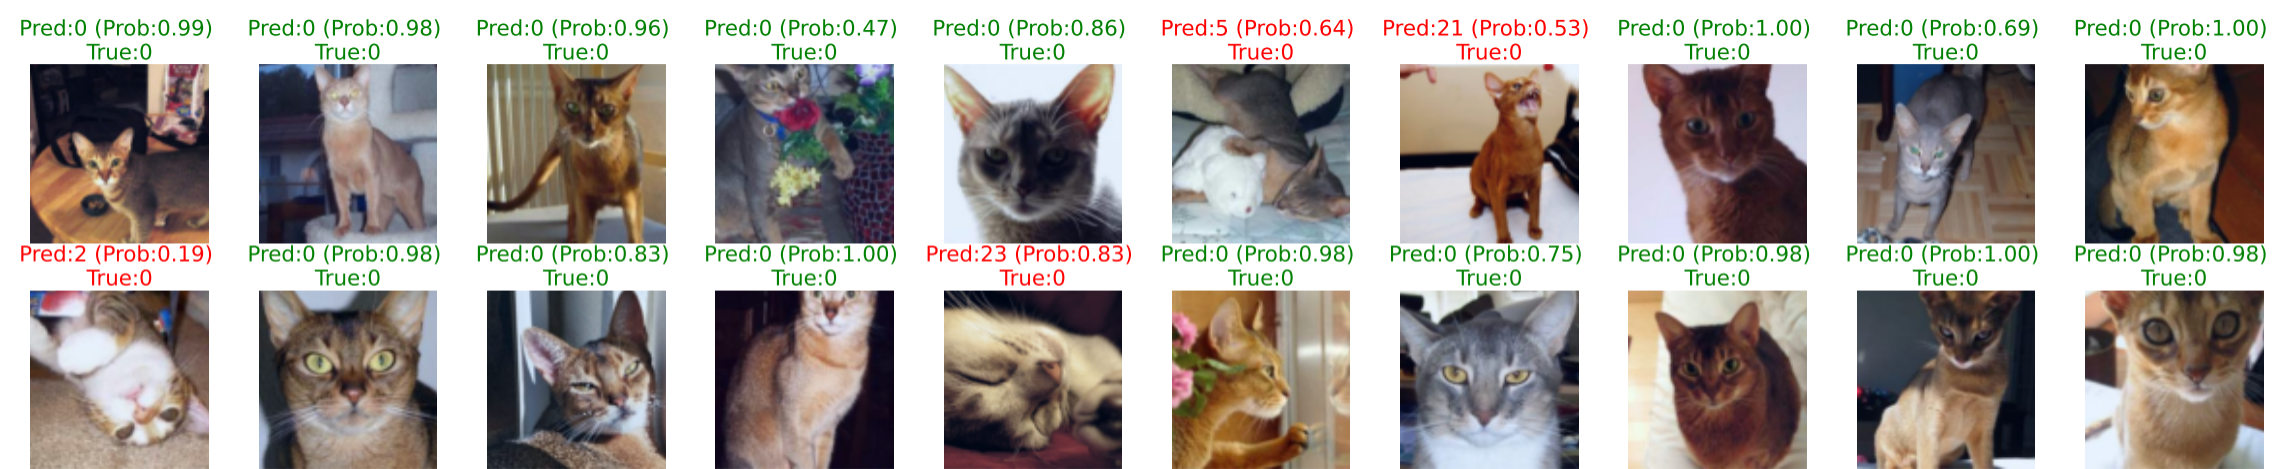 Pred:0 (Prob:0.99) Pred:0 (Prob:0.98) Pred:0 (Prob:0.96) Pred:0 (Prob:0.47) Pred:0 (Prob:0.86) Pred:5 (Prob:0.64) Pred:21 (Prob:0.53) Pred:0 (Prob:1.00) Pred:0 (Prob:0.69) Pred:0 (Prob:1.00)
True:0 True:0 True:0 True:0 True:0 True:0 True:0 True:0 True:0 True:0
Pred:2 (Prob:0.19) Pred:0 (Prob:0.98) Pred:0 (Prob:0.83) Pred:0 (Prob:1.00) Pred:23 (Prob:0.83) Pred:0 (Prob:0.98) Pred:0 (Prob:0.75) Pred:0 (Prob:0.98) Pred:0 (Prob:1.00) Pred:0 (Prob:0.98)
True:0 True:0 True:0 True:0 True:0 True:0 True:0 True:0 True:0 True:0